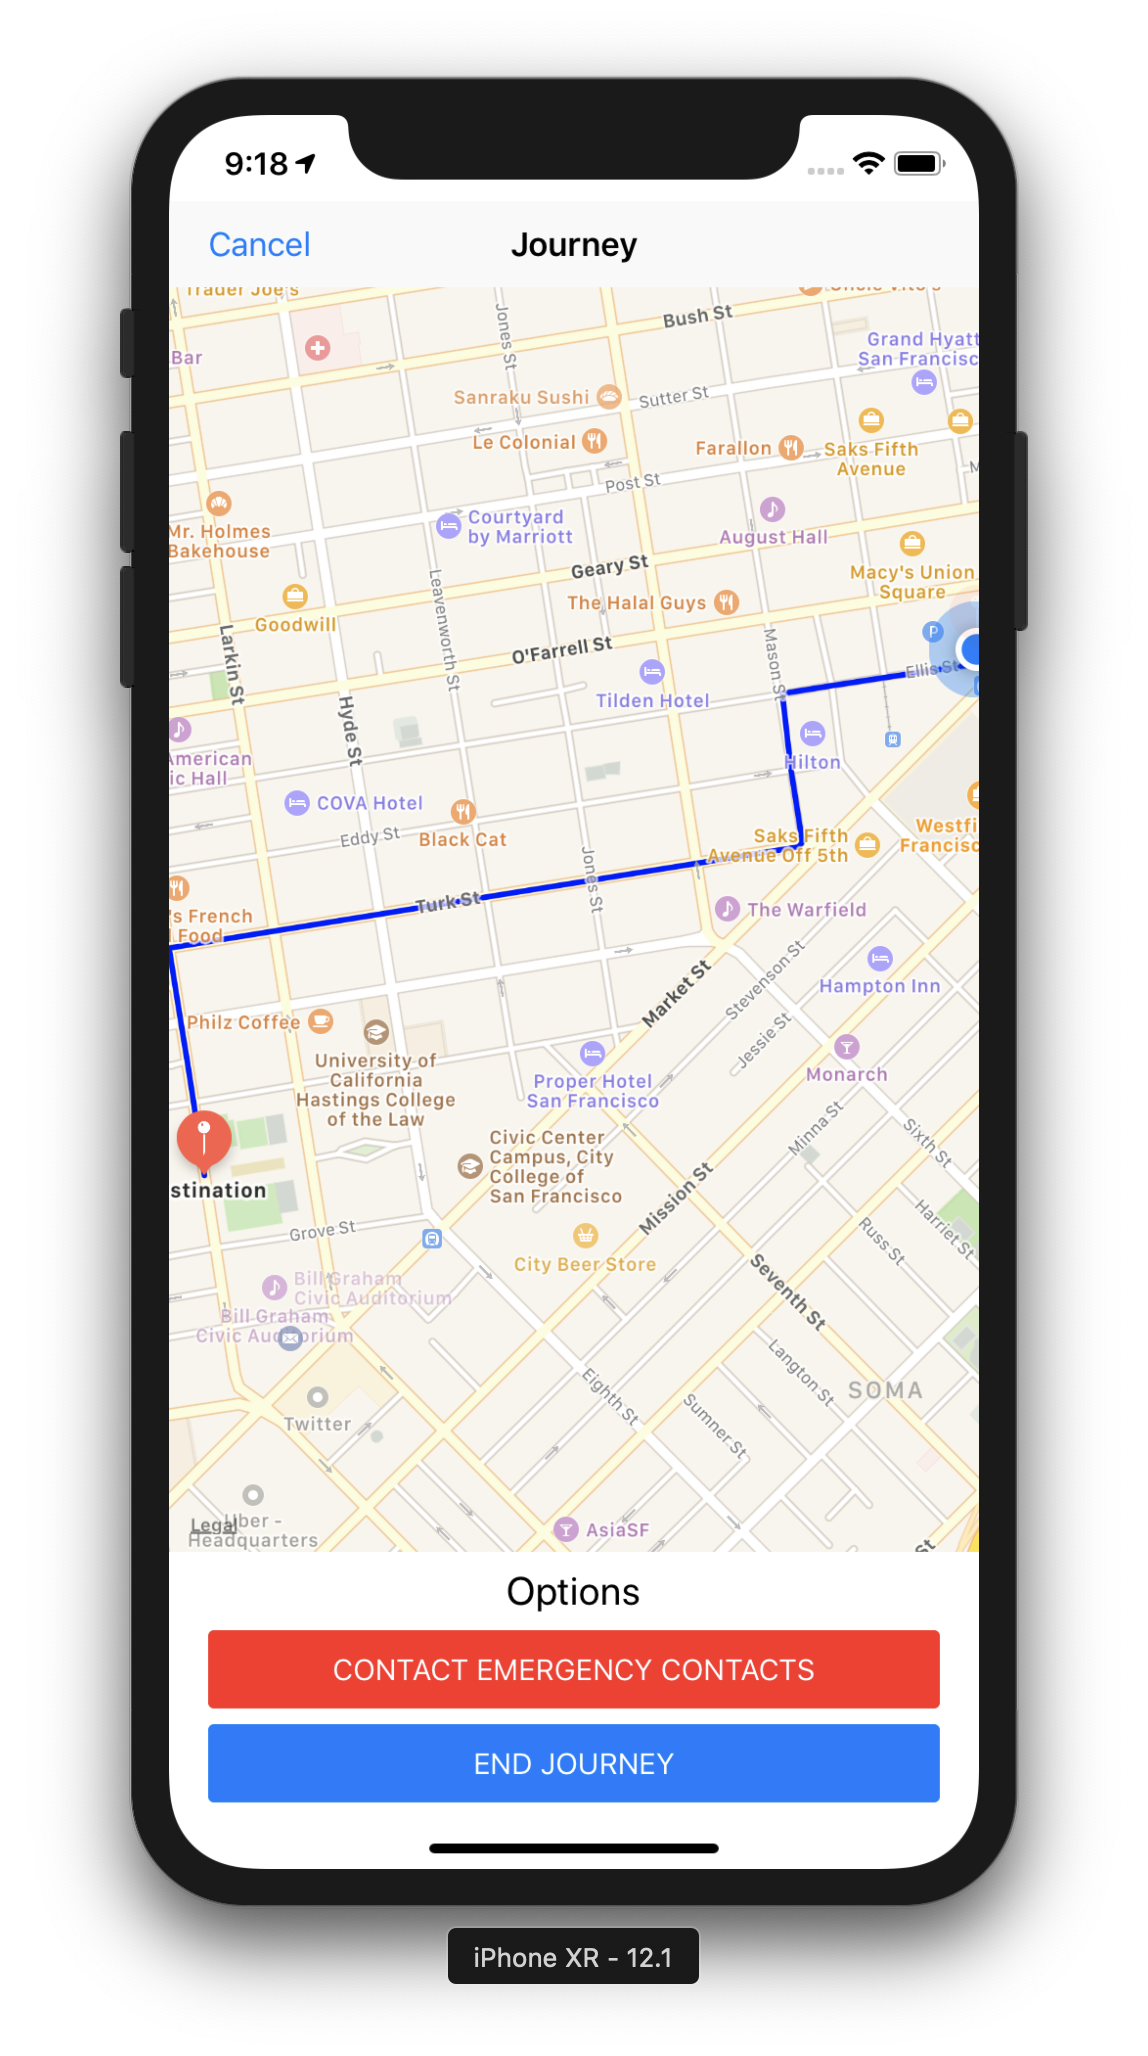 9:18
Cancel
Journey
Trader Joe's
Uncle Vito's
Bush St
Jones St
Bar
Grand Hyatt
San Francisc
Sanraku Sushi
Sutter St
Le Colonial
Farallon
Saks Fifth
Avenue
Post St
Mr. Holmes
Bakehouse
Courtyard
by Marriott
August Hall
Geary St
Macy's Union
Square
The Halal Guys
Goodwill
Leavenworth St
Larkin St
O'Farrell St
Mason St
P
Ellis St
Tilden Hotel
Hyde St
American
ic Hall
Hilton
COVA Hotel
Eddy St
Black Cat
Saks Fifth
Avenue Off 5th
Westfi
Francisc
Jones St
Turk St
's French
Food
The Warfield
Market St
Stevenson St
Hampton Inn
Philz Coffee
Jessie St
University of
California
Hastings College
of the Law
Proper Hotel
San Francisco
Monarch
Minna St
Sixth St
Civic Center
Campus, City
College of
San Francisco
stination
Mission St
Grove St
Russ St
Harriet St
City Beer Store
Seventh St
Bill Graham
Civic Auditorium
Bill Graham
Civic Auditorium
Langton St
SOMA
Eighth St
Sumner St
Twitter
Legal
Uber -
Headquarters
AsiaSF
St
Options
CONTACT EMERGENCY CONTACTS
END JOURNEY
iPhone XR - 12.1